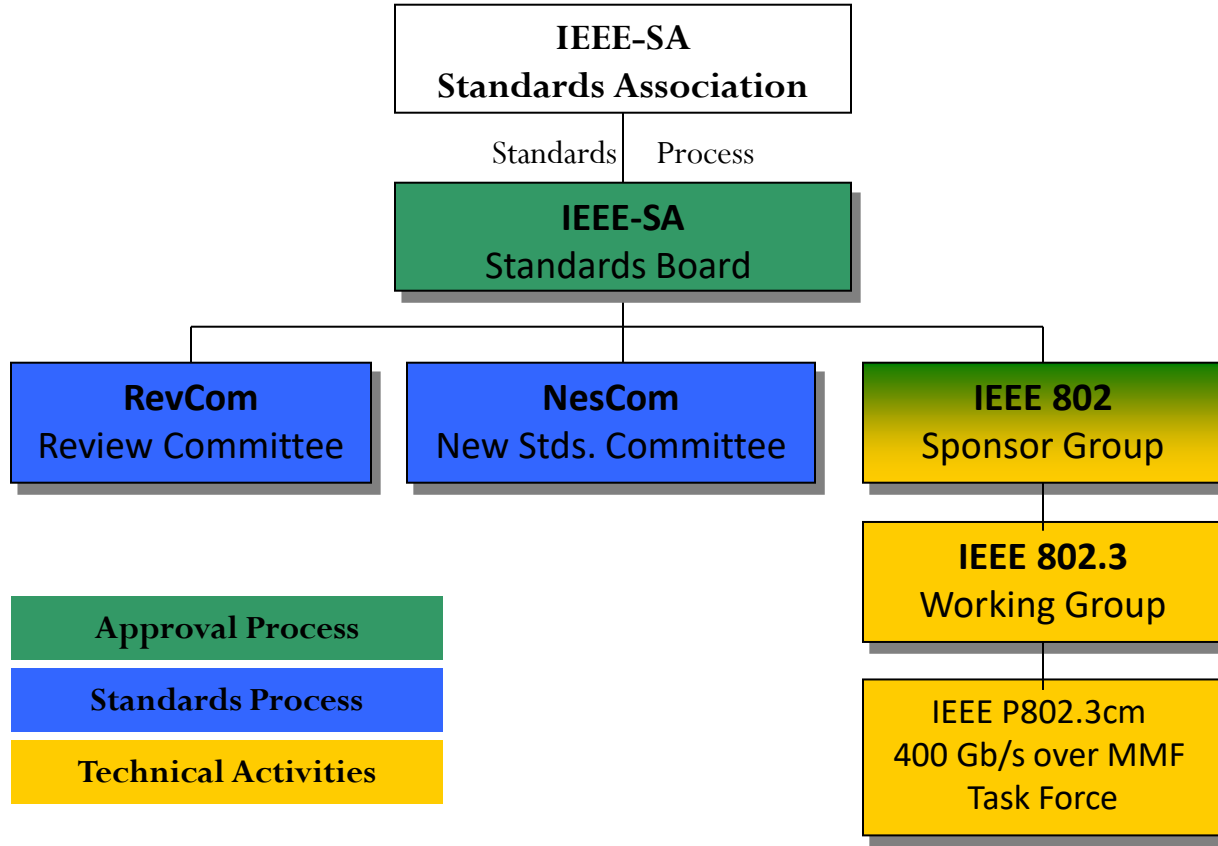 IEEE-SA
Standards Association
Standards Process
IEEE-SA
Standards Board
RevCom
Review Committee
NesCom
New Stds. Committee
IEEE 802
Sponsor Group
IEEE 802.3
Working Group
IEEE P802.3cm
400 Gb/s over MMF
Task Force
Approval Process
Standards Process
Technical Activities